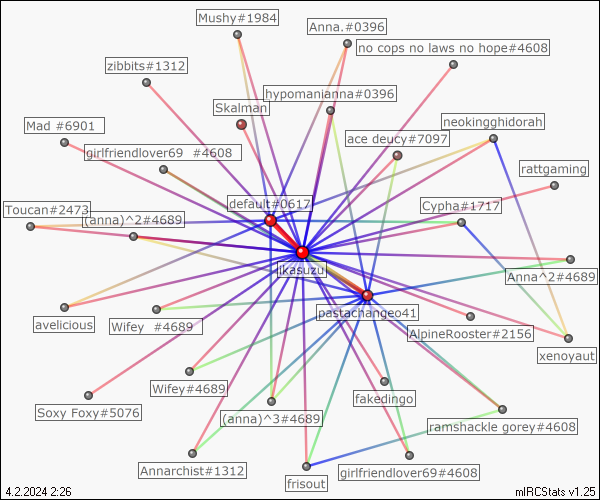 Mushy#1984
Anna.#0396
no cops no laws no hope#4608
zibbits#1312
hypomanianna#0396
Skalman
Mad #6901
neokingghidorah
ace deucy#7097
girlfriendlover69 #4608
rattgaming
default#0617
Toucan#2473
(anna)^2#4689
Cypha#1717
ikasuzu
Anna^2#4689
pastachangeo41
avelicious
Wifey #4689
AlpineRooster#2156
xenoyaut
Wifey#4689
fakedingo
Soxy Foxy#5076
(anna)^3#4689
ramshackle gorey#4608
Annarchist#1312
girlfriendlover69#4608
frisout
4.2.2024 2:26
mIRCStats v1.25